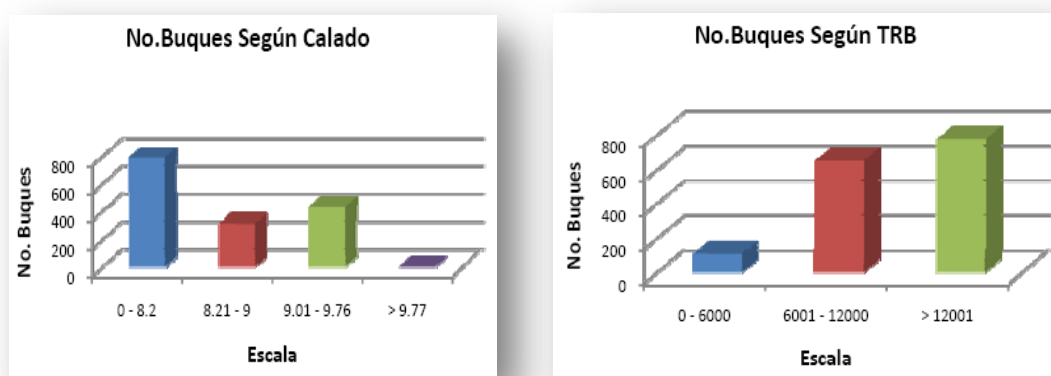 No.Buques Según Calado
No. Buques
800
600
400
200
0
0 - 8.2
8.21 - 9
9.01 - 9.76
> 9.77
Escala
No.Buques Según TRB
No. Buques
800
600
400
200
0
0 - 6000
6001 - 12000
> 12001
Escala